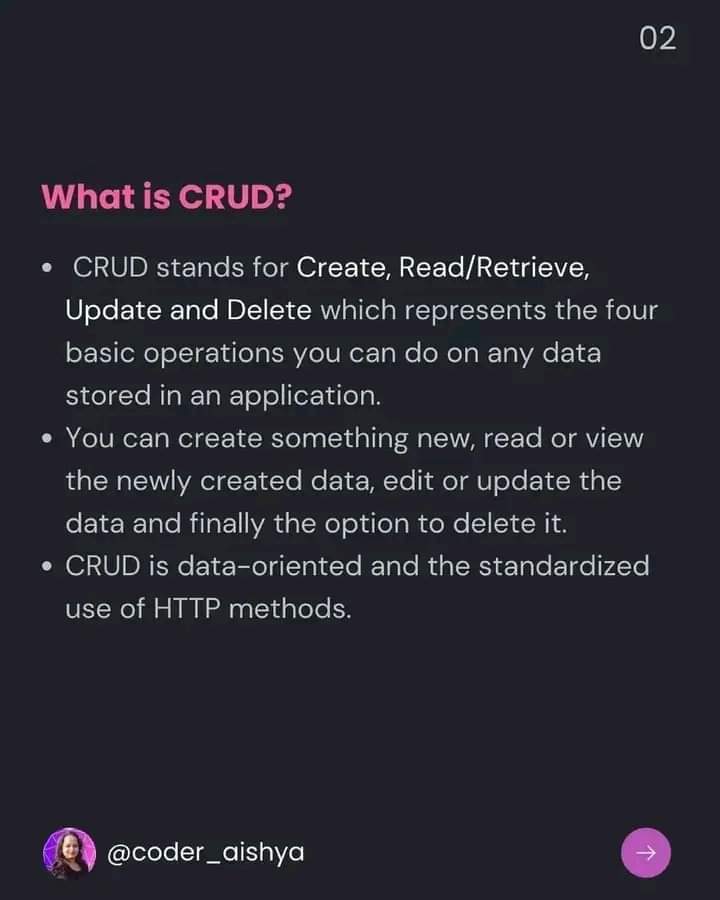 02
What is CRUD?
• CRUD stands for Create, Read/Retrieve,
Update and Delete which represents the four
basic operations you can do on any data
stored in an application.
• You can create something new, read or view
the newly created data, edit or update the
data and finally the option to delete it.
• CRUD is data-oriented and the standardized
use of HTTP methods.
@coder_aishya